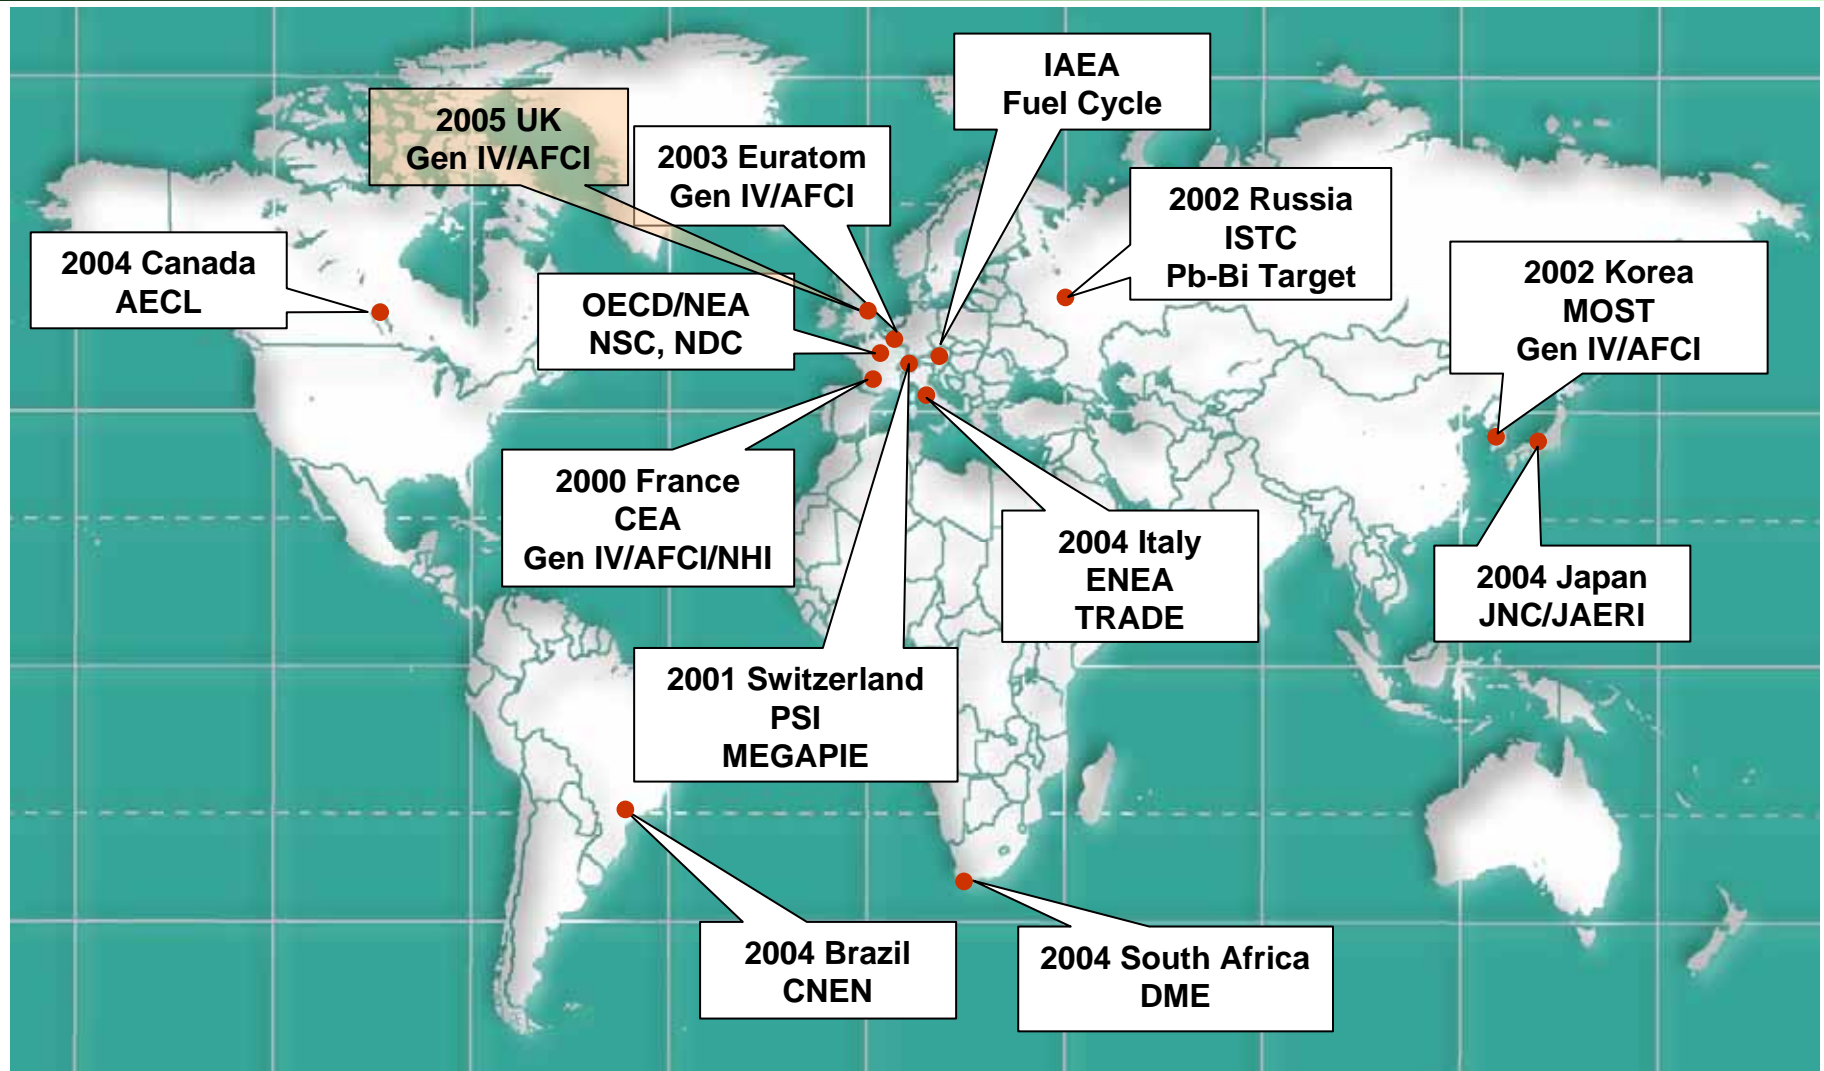 IAEA
Fuel Cycle
2005 UK
Gen IV/AFCI
2003 Euratom
Gen IV/AFCI
2002 Russia
ISTC
Pb-Bi Target
2004 Canada
AECL
2002 Korea
MOST
Gen IV/AFCI
OECD/NEA
NSC, NDC
2000 France
CEA
Gen IV/AFCI/NHI
2004 Italy
ENEA
TRADE
2004 Japan
JNC/JAERI
2001 Switzerland
PSI
MEGAPIE
2004 Brazil
CNEN
2004 South Africa
DME